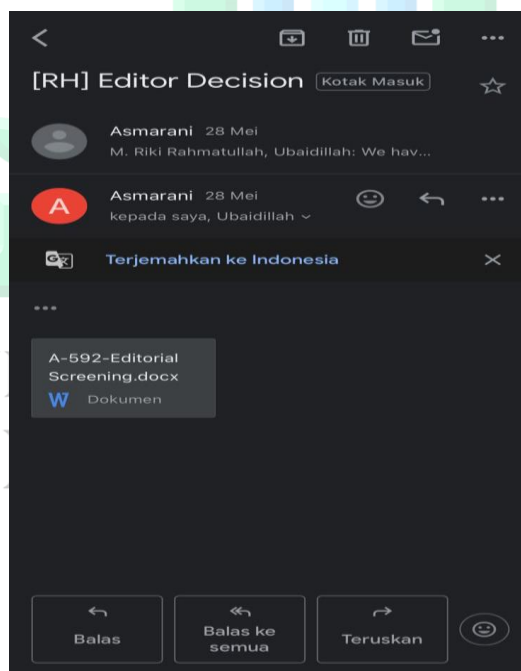 [RH] Editor Decision Kotak Masuk
Asmarani 28 Mei
M. Riki Rahmatullah, Ubaidillah: We hav...
A
Asmarani 28 Mei
kepada saya, Ubaidillah
Terjemahkan ke Indonesia
A-592-Editorial
Screening.docx
W Dokumen
Balas
Balas ke
semua
Teruskan